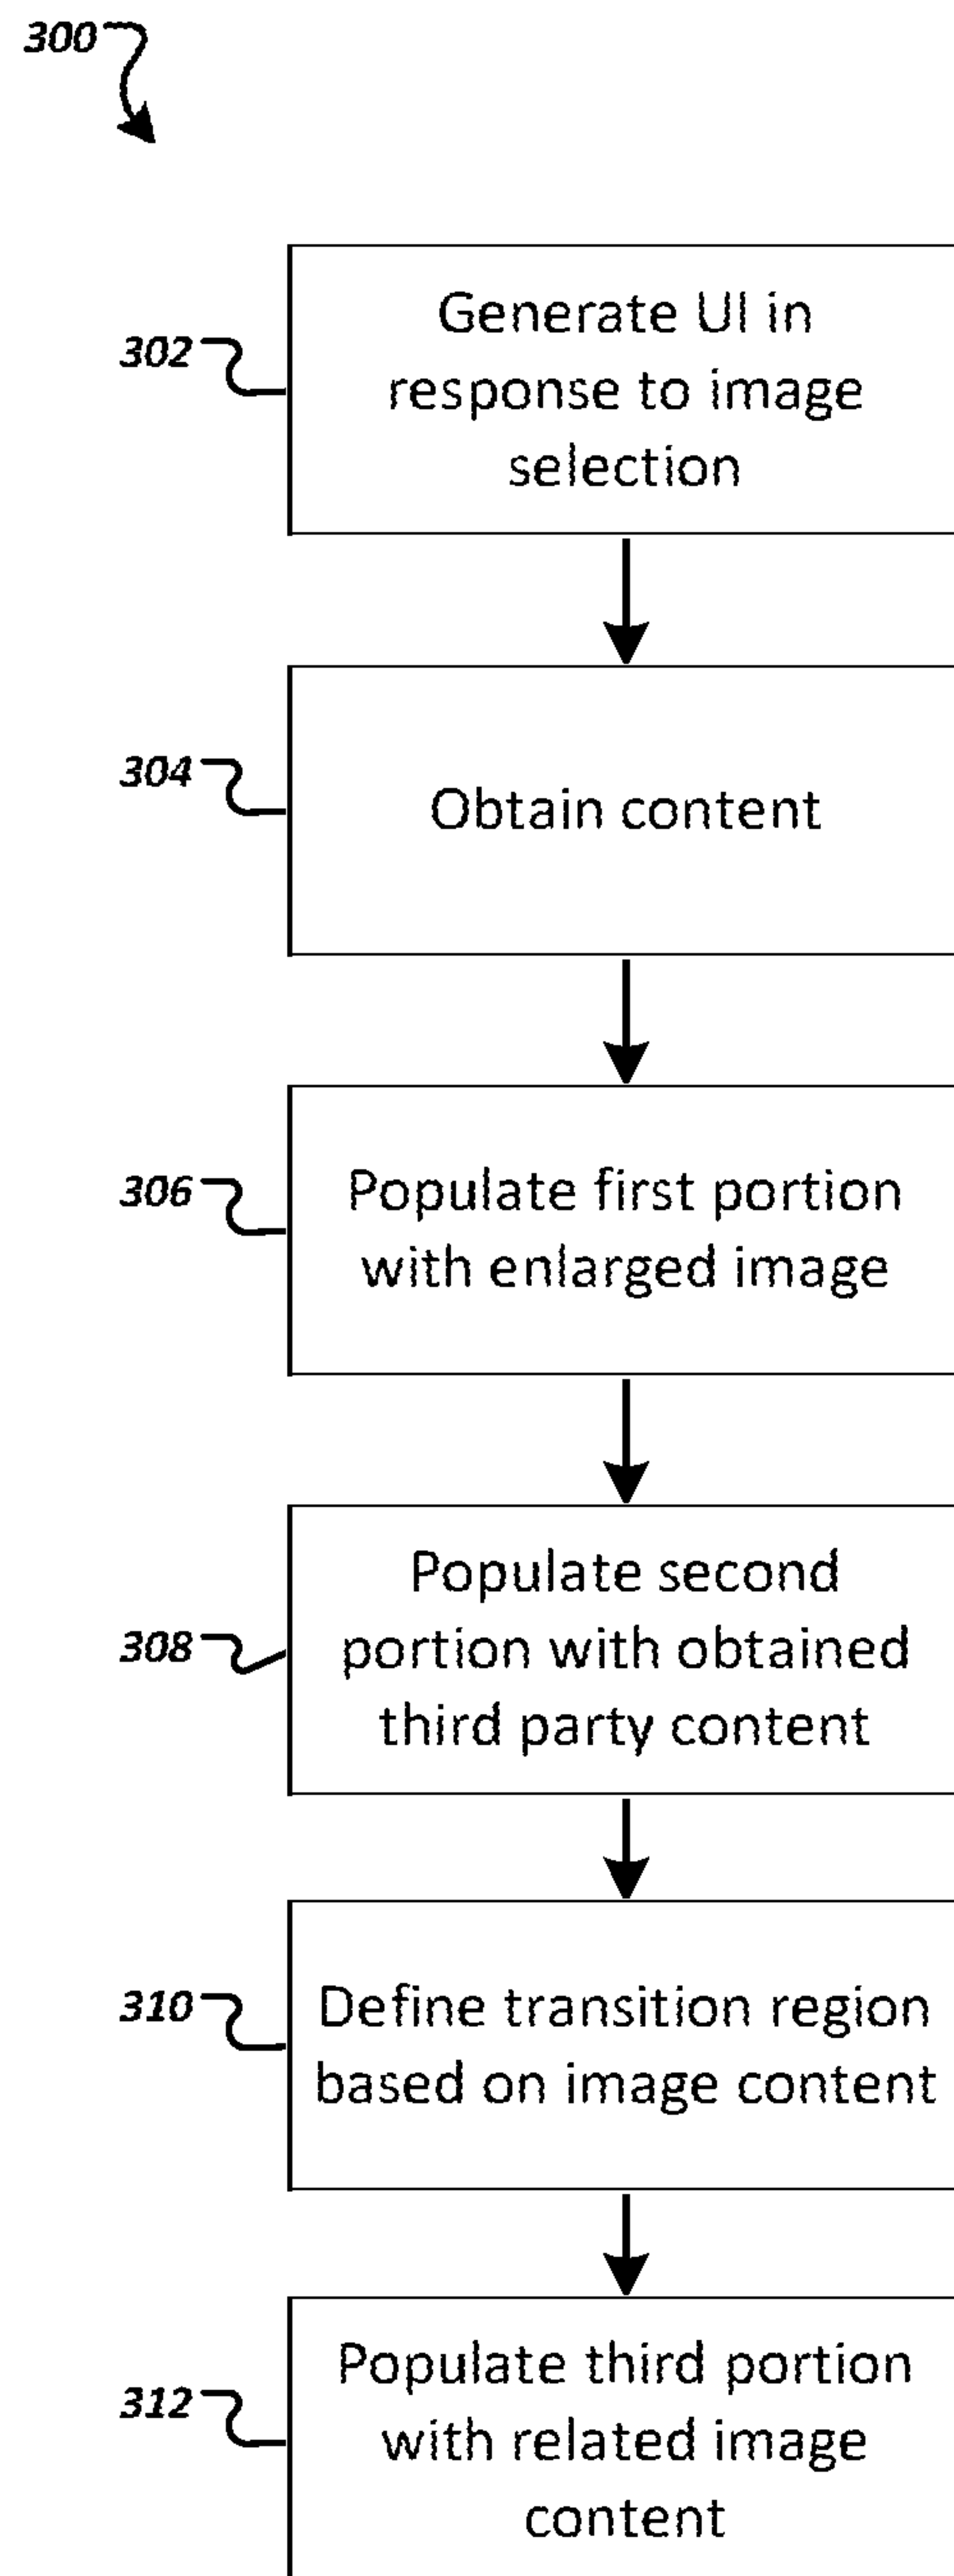 300
302
Generate UI in
response to image
selection
304
Obtain content
306
Populate first portion
with enlarged image
308
Populate second
portion with obtained
third party content
310
Define transition region
based on image content
312
Populate third portion
with related image
content